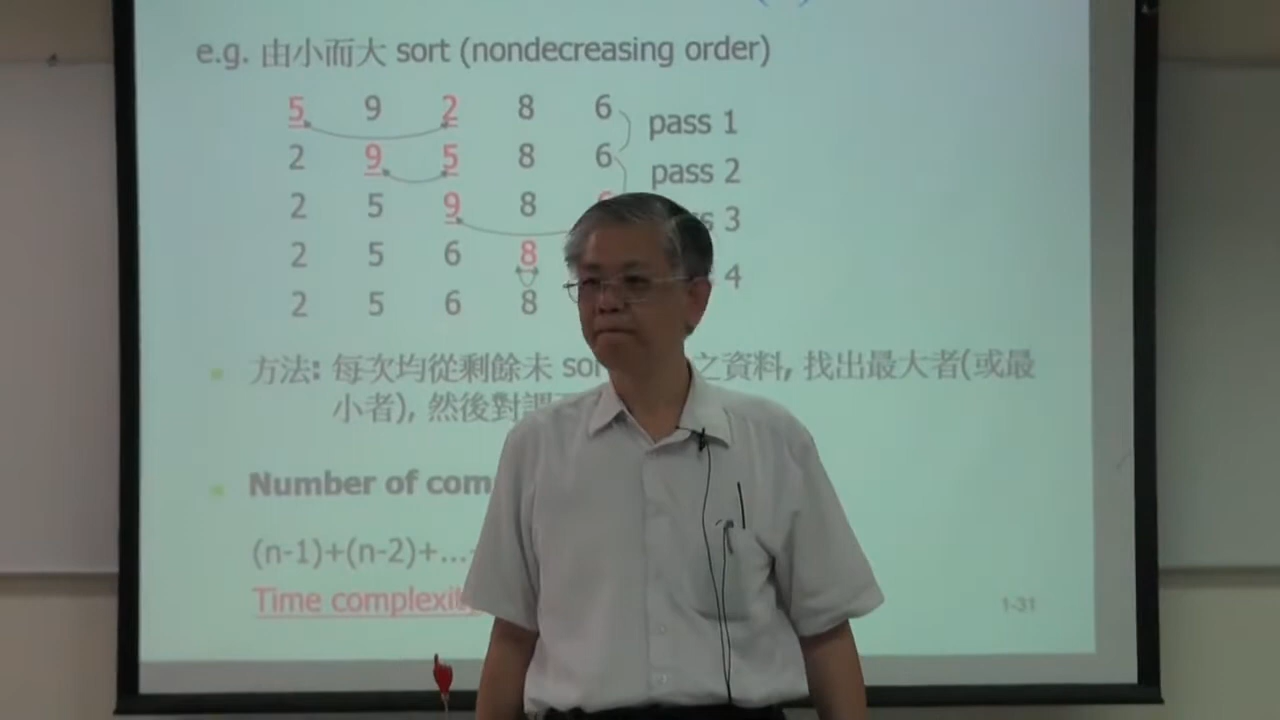 e.g. 由小而大 sort (nondecreasing order)
5 9 2 8 6
pass 1
2 9 5 8 6
pass 2
2 5 9 8 6
3
2 5 6 8
4
2 5 6 8
方法: 每次均從剩餘未 之資料, 找出最大者(或最
小者), 然後對調
Number of
(n-1)+(n-2)+...
Time complexity
1-31